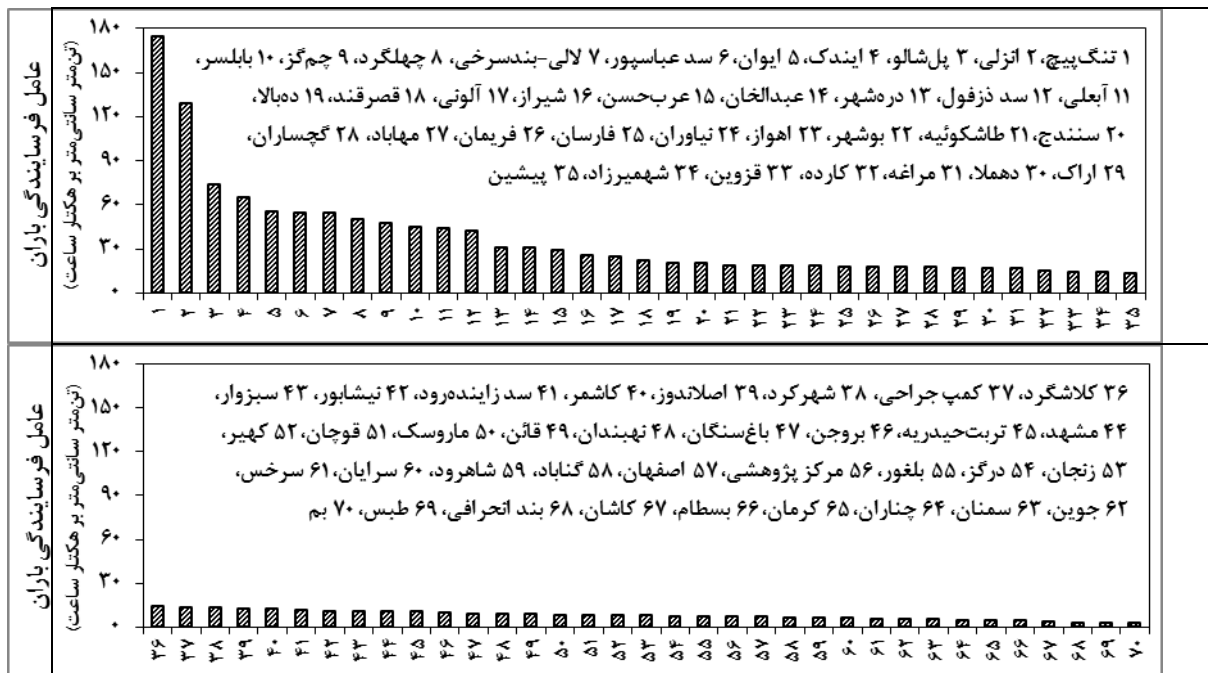 عامل فرسایندگی باران
(تن‌متر سانتی‌متر بر هکتار ساعت)
۱۸۰
۱۵۰
۱۲۰
۹۰
۶۰
۳۰
۰
۱ تنگ‌پیچ، ۲ انزلی، ۳ پل‌شالو، ۴ ایندک، ۵ ایوان، ۶ سد عباسپور، ۷ لالی-بندسرخی، ۸ چهلگرد، ۹ چم‌گز، ۱۰ بابلسر،
۱۱ آبعلی، ۱۲ سد دزفول، ۱۳ دره‌شهر، ۱۴ عبدالخان، ۱۵ عرب‌حسن، ۱۶ شیراز، ۱۷ آلونی، ۱۸ قصرقند، ۱۹ ده‌بالا،
۲۰ سنندج، ۲۱ طاشکوئیه، ۲۲ بوشهر، ۲۳ اهواز، ۲۴ نیاوران، ۲۵ فارسان، ۲۶ فریمان، ۲۷ مهاباد، ۲۸ گچساران،
۲۹ اراک، ۳۰ دهملا، ۳۱ مراغه، ۳۲ کارده، ۳۳ قزوین، ۳۴ شهمیرزاد، ۳۵ پیشین
۱ ۲ ۳ ۴ ۵ ۶ ۷ ۸ ۹ ۱۰ ۱۱ ۱۲ ۱۳ ۱۴ ۱۵ ۱۶ ۱۷ ۱۸ ۱۹ ۲۰ ۲۱ ۲۲ ۲۳ ۲۴ ۲۵ ۲۶ ۲۷ ۲۸ ۲۹ ۳۰ ۳۱ ۳۲ ۳۳ ۳۴ ۳۵
عامل فرسایندگی باران
(تن‌متر سانتی‌متر بر هکتار ساعت)
۱۸۰
۱۵۰
۱۲۰
۹۰
۶۰
۳۰
۰
۳۶ کلاشگرد، ۳۷ کمپ جراحی، ۳۸ شهرکرد، ۳۹ اصلاندوز، ۴۰ کاشمر، ۴۱ سد زاینده‌رود، ۴۲ نیشابور، ۴۳ سبزوار،
۴۴ مشهد، ۴۵ تربت‌حیدریه، ۴۶ بروجن، ۴۷ باغ‌سنگان، ۴۸ نهبندان، ۴۹ قائن، ۵۰ ماروسک، ۵۱ قوچان، ۵۲ کهیر،
۵۳ زنجان، ۵۴ درگز، ۵۵ بلغور، ۵۶ مرکز پژوهشی، ۵۷ اصفهان، ۵۸ گناباد، ۵۹ شاهرود، ۶۰ سرایان، ۶۱ سرخس،
۶۲ جوین، ۶۳ سمنان، ۶۴ چناران، ۶۵ کرمان، ۶۶ بسطام، ۶۷ کاشان، ۶۸ بند انحرافی، ۶۹ طبس، ۷۰ بم
۳۶ ۳۷ ۳۸ ۳۹ ۴۰ ۴۱ ۴۲ ۴۳ ۴۴ ۴۵ ۴۶ ۴۷ ۴۸ ۴۹ ۵۰ ۵۱ ۵۲ ۵۳ ۵۴ ۵۵ ۵۶ ۵۷ ۵۸ ۵۹ ۶۰ ۶۱ ۶۲ ۶۳ ۶۴ ۶۵ ۶۶ ۶۷ ۶۸ ۶۹ ۷۰